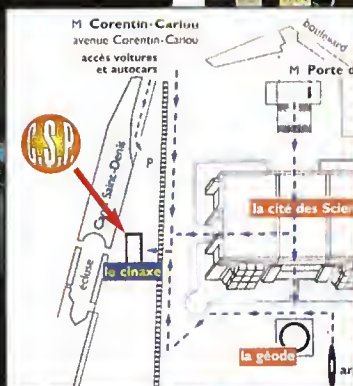 M Corentin-Cariou
avenue Corentin-Cariou
accès voitures
et autocars
boulevard
M Porte d
C.S.P.
P
Canal Saint-Denis
la cité des Scien
écluse
le cinaxe
la géode